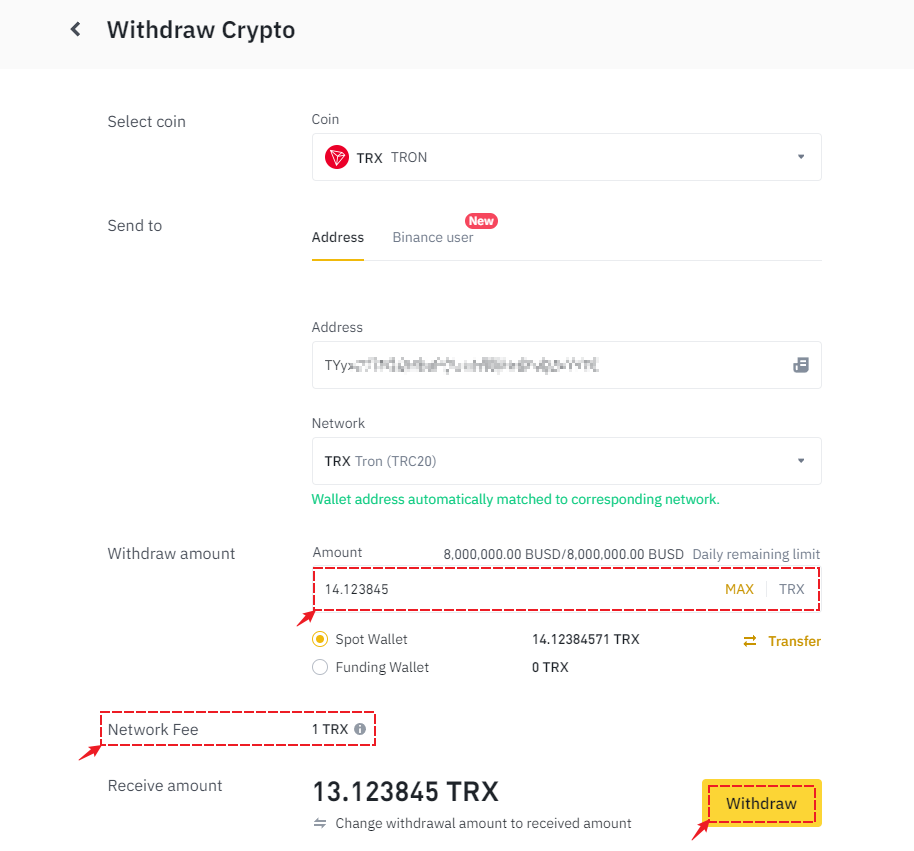 Withdraw Crypto
Select coin
Coin
TRX TRON
Send to
Address
Binance user
New
Address
TYyx
Network
TRX Tron (TRC20)
Wallet address automatically matched to corresponding network.
Withdraw amount
Amount
8,000,000.00 BUSD/8,000,000.00 BUSD Daily remaining limit
14.123845
MAX
TRX
Spot Wallet
14.12384571 TRX
Transfer
Funding Wallet
0 TRX
Network Fee
1 TRX
Receive amount
13.123845 TRX
Change withdrawal amount to received amount
Withdraw